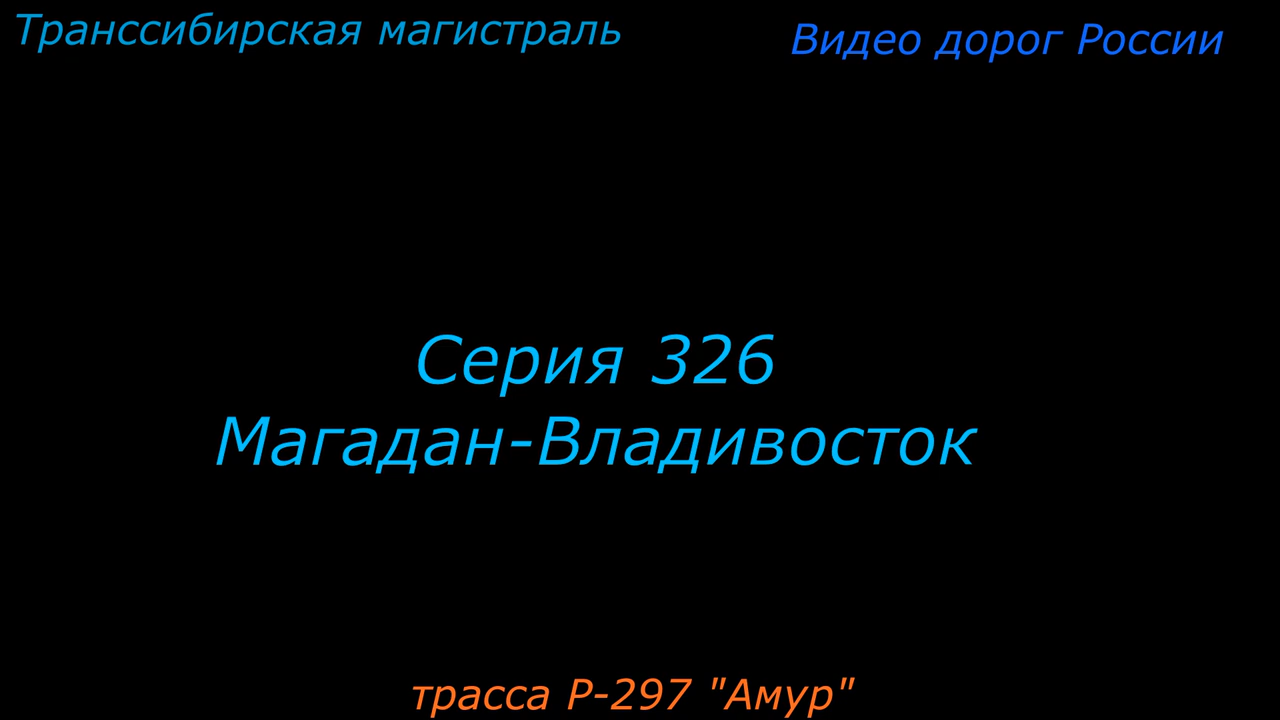 Транссибирская магистраль
Видео дорог России
Серия 326
Магадан-Владивосток
трасса Р-297 "Амур"